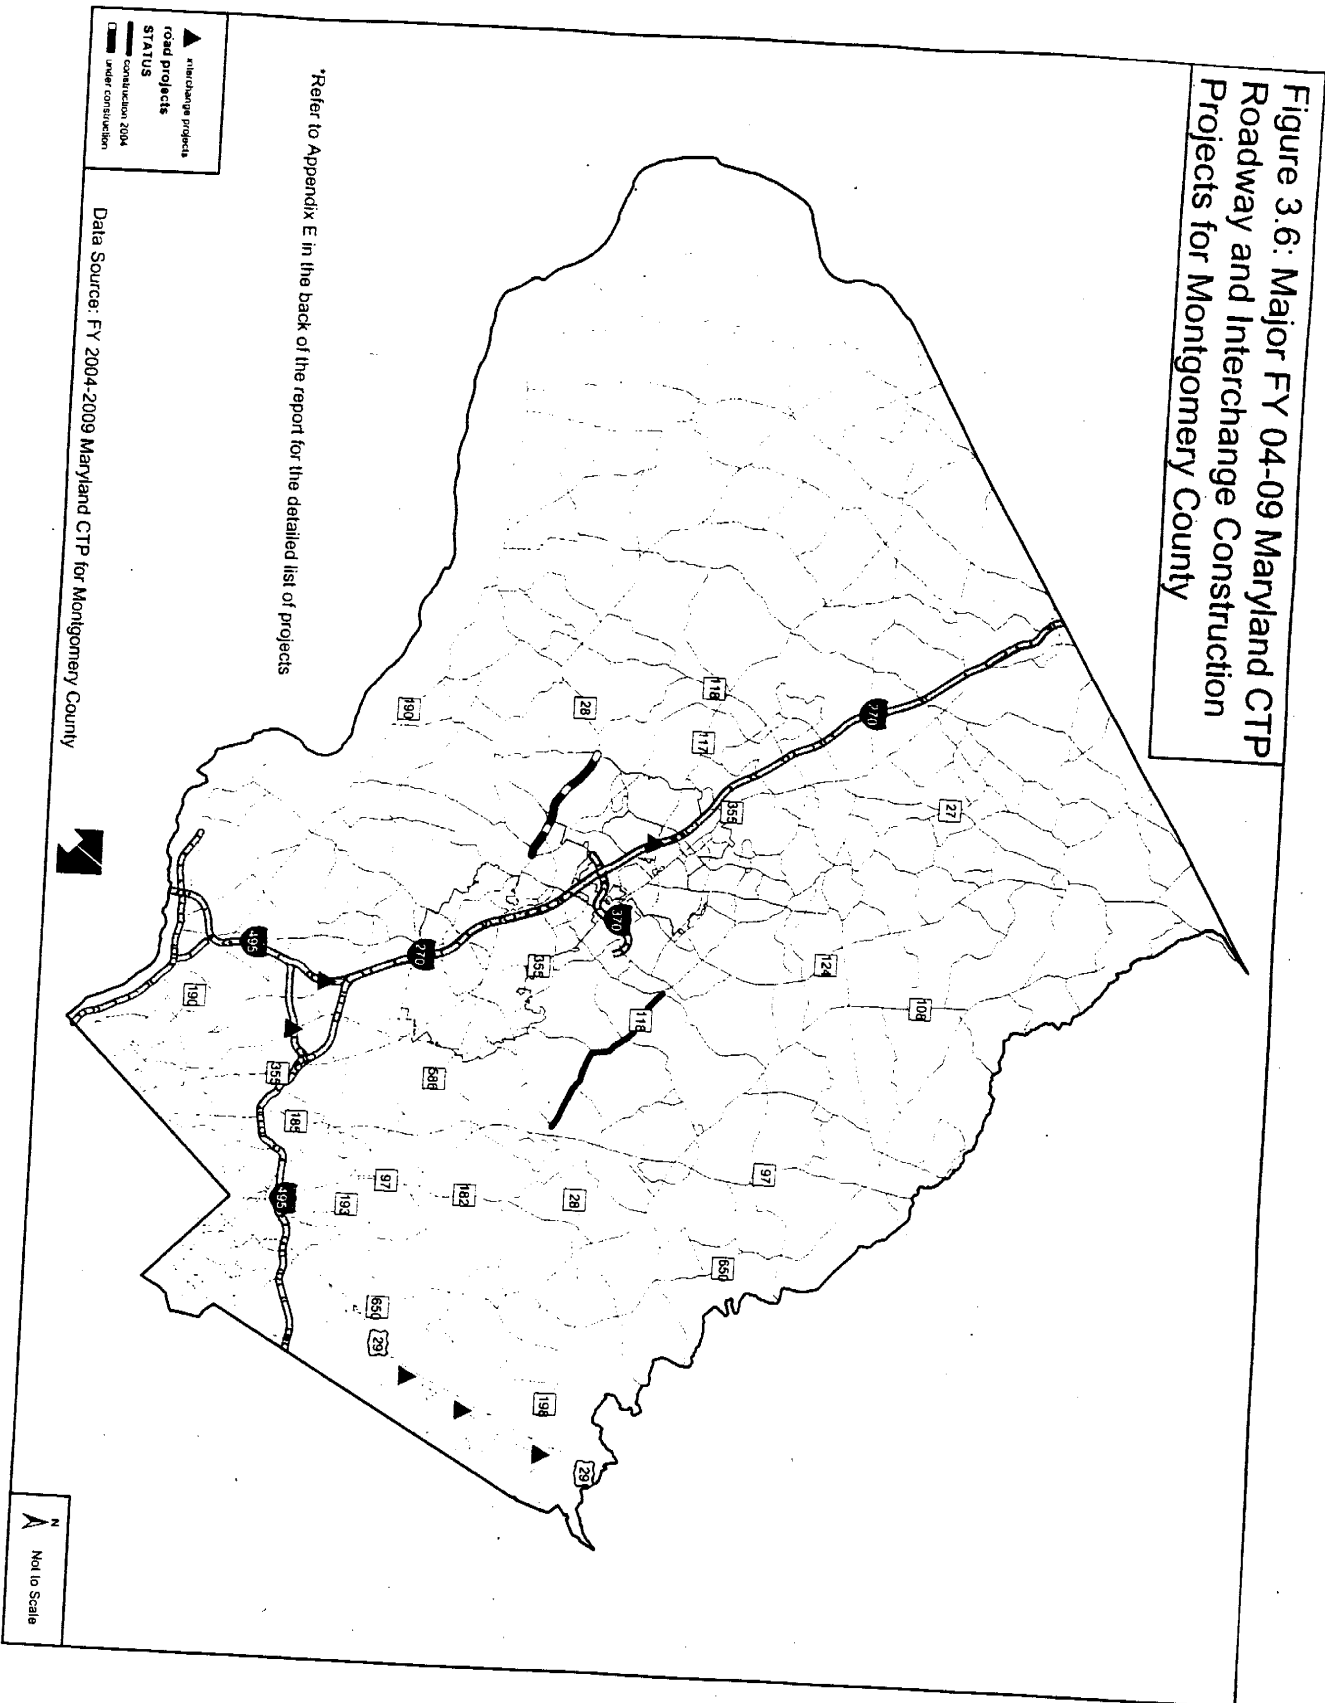 Figure 3.6: Major FY 04-09 Maryland CTP
Roadway and Interchange Construction
Projects for Montgomery County
270
27
118
28
117
190
355
370
124
108
355
118
270
495
190
586
355
185
97
97
182
28
193
495
650
650
29
198
29
*Refer to Appendix E in the back of the report for the detailed list of projects
interchange projects
road projects
STATUS
construction 2004
under construction
Data Source: FY 2004-2009 Maryland CTP for Montgomery County
N
Not to Scale